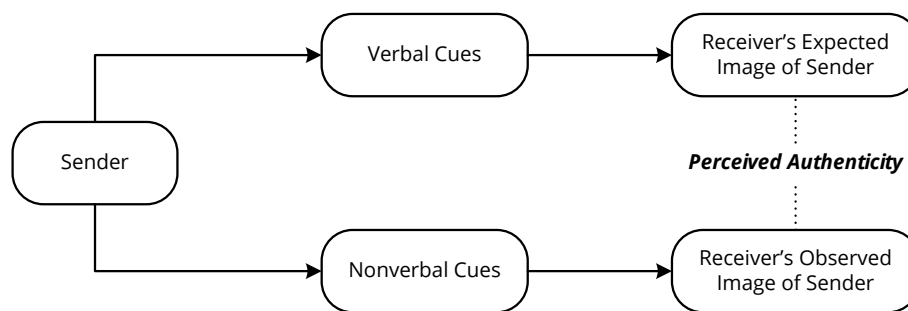 Verbal Cues
Receiver’s Expected
Image of Sender
Sender
Perceived Authenticity
Nonverbal Cues
Receiver’s Observed
Image of Sender